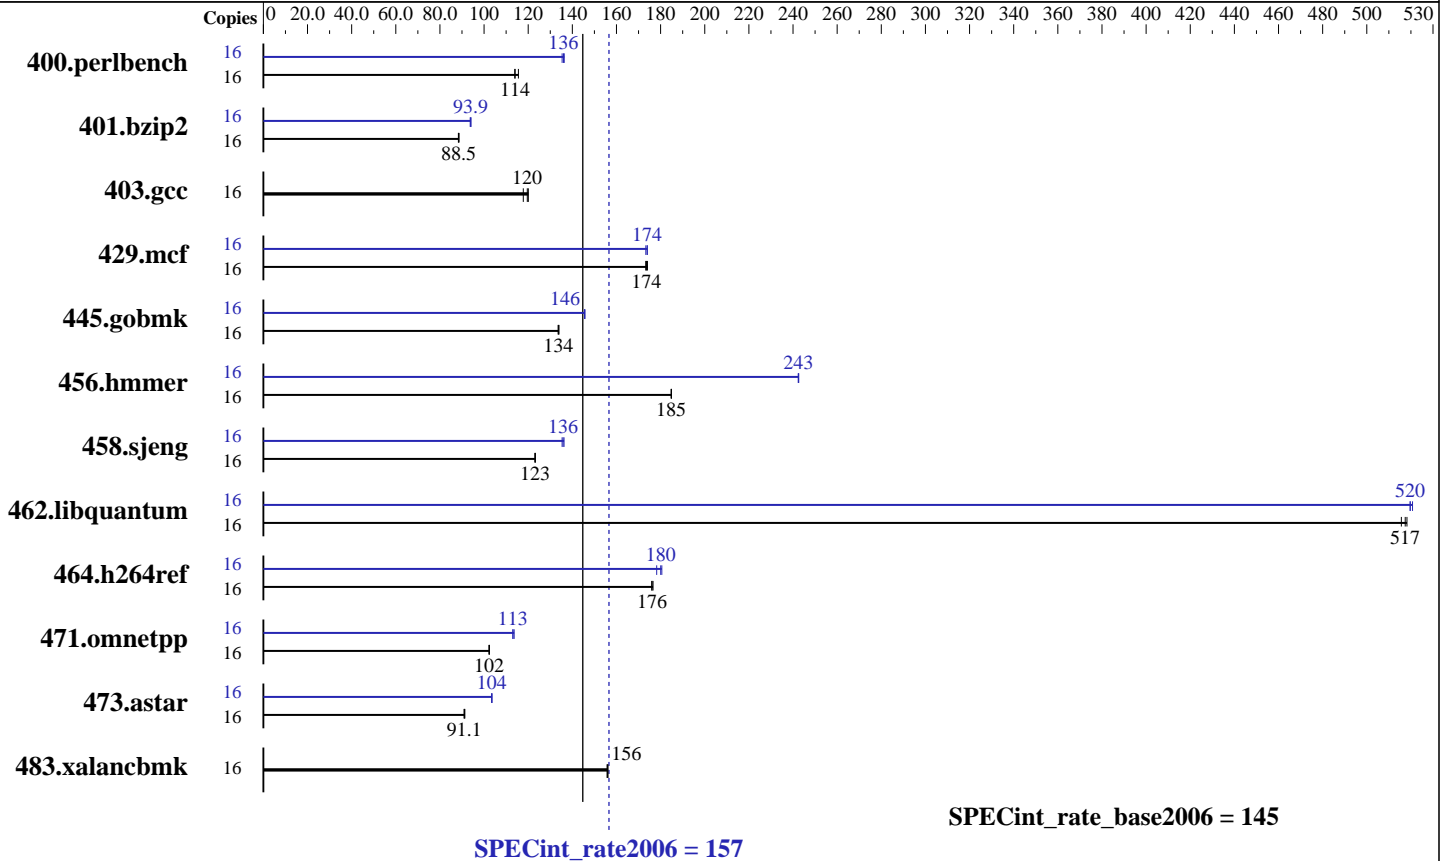 Copies 0 20.0 40.0 60.0 80.0 100 120 140 160 180 200 220 240 260 280 300 320 340 360 380 400 420 440 460 480 500 530
400.perlbench 16 136
16 114
401.bzip2 16 93.9
16 88.5
403.gcc 16 120
429.mcf 16 174
16 174
445.gobmk 16 146
16 134
456.hmmer 16 243
16 185
458.sjeng 16 136
16 123
462.libquantum 16 520
16 517
464.h264ref 16 180
16 176
471.omnetpp 16 113
16 102
473.astar 16 104
16 91.1
483.xalancbmk 16 156
SPECint_rate_base2006 = 145
SPECint_rate2006 = 157